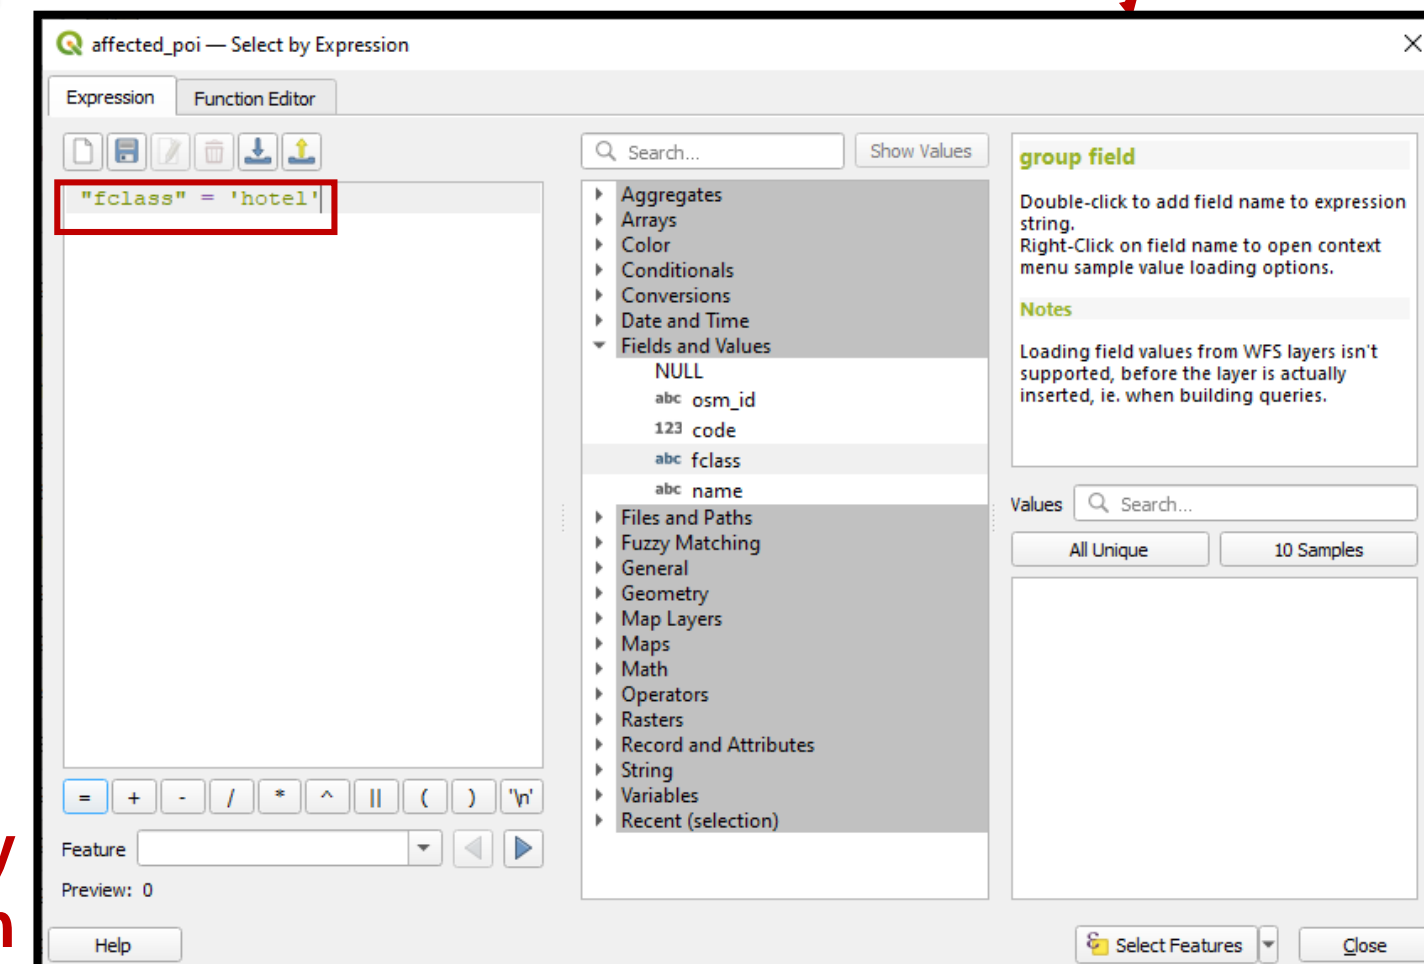 affected_poi — Select by Expression
Expression
Function Editor
"fclass" = 'hotel'
= + - / * ^ || ( ) '\n'
Feature
Preview: 0
Help
Search...
Show Values
Aggregates
Arrays
Color
Conditionals
Conversions
Date and Time
Fields and Values
NULL
abc osm_id
123 code
abc fclass
abc name
Files and Paths
Fuzzy Matching
General
Geometry
Map Layers
Maps
Math
Operators
Rasters
Record and Attributes
String
Variables
Recent (selection)
group field
Double-click to add field name to expression
string.
Right-Click on field name to open context
menu sample value loading options.
Notes
Loading field values from WFS layers isn't
supported, before the layer is actually
inserted, ie. when building queries.
Values
Search...
All Unique
10 Samples
Select Features
Close